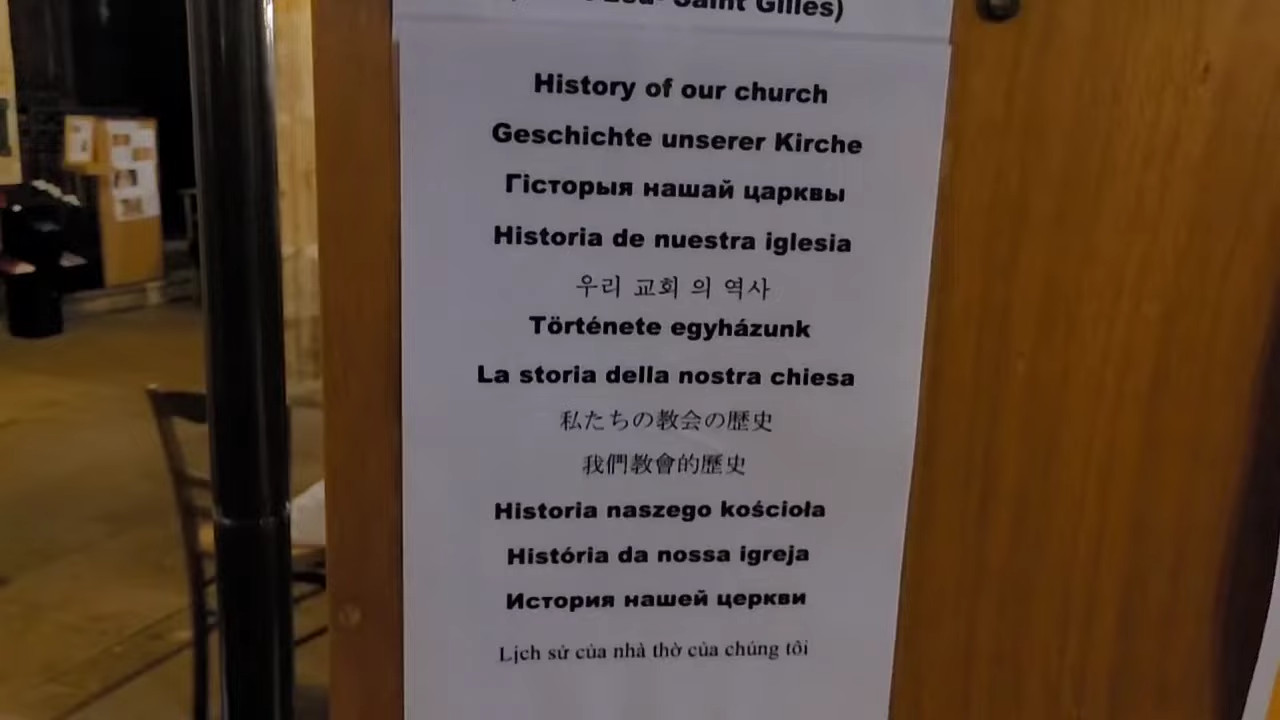 Saint Gilles)
History of our church
Geschichte unserer Kirche
Гісторыя нашай царквы
Historia de nuestra iglesia
우리 교회 의 역사
Története egyházunk
La storia della nostra chiesa
私たちの教会の歴史
我們教會的歷史
Historia naszego kościoła
História da nossa igreja
История нашей церкви
Lịch sử của nhà thờ của chúng tôi